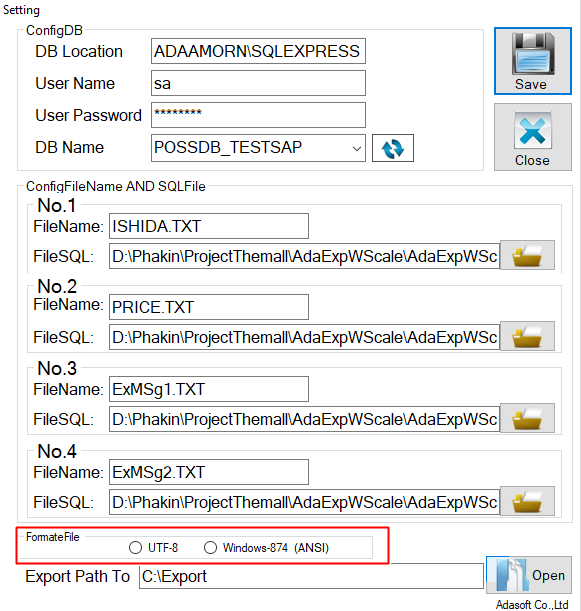 Setting
ConfigDB
DB Location ADAAMORN\SQLEXPRESS
User Name sa
User Password ********
DB Name POSSDB_TESTSAP
Save
Close
ConfigFileName AND SQLFile
No.1
FileName: ISHIDA.TXT
FileSQL: D:\Phakin\ProjectThemall\AdaExpWScale\AdaExpWSc
No.2
FileName: PRICE.TXT
FileSQL: D:\Phakin\ProjectThemall\AdaExpWScale\AdaExpWSc
No.3
FileName: ExMSg1.TXT
FileSQL: D:\Phakin\ProjectThemall\AdaExpWScale\AdaExpWSc
No.4
FileName: ExMSg2.TXT
FileSQL: D:\Phakin\ProjectThemall\AdaExpWScale\AdaExpWSc
FormateFile
UTF-8 Windows-874 (ANSI)
Export Path To C:\Export Open
Adasoft Co.,Ltd